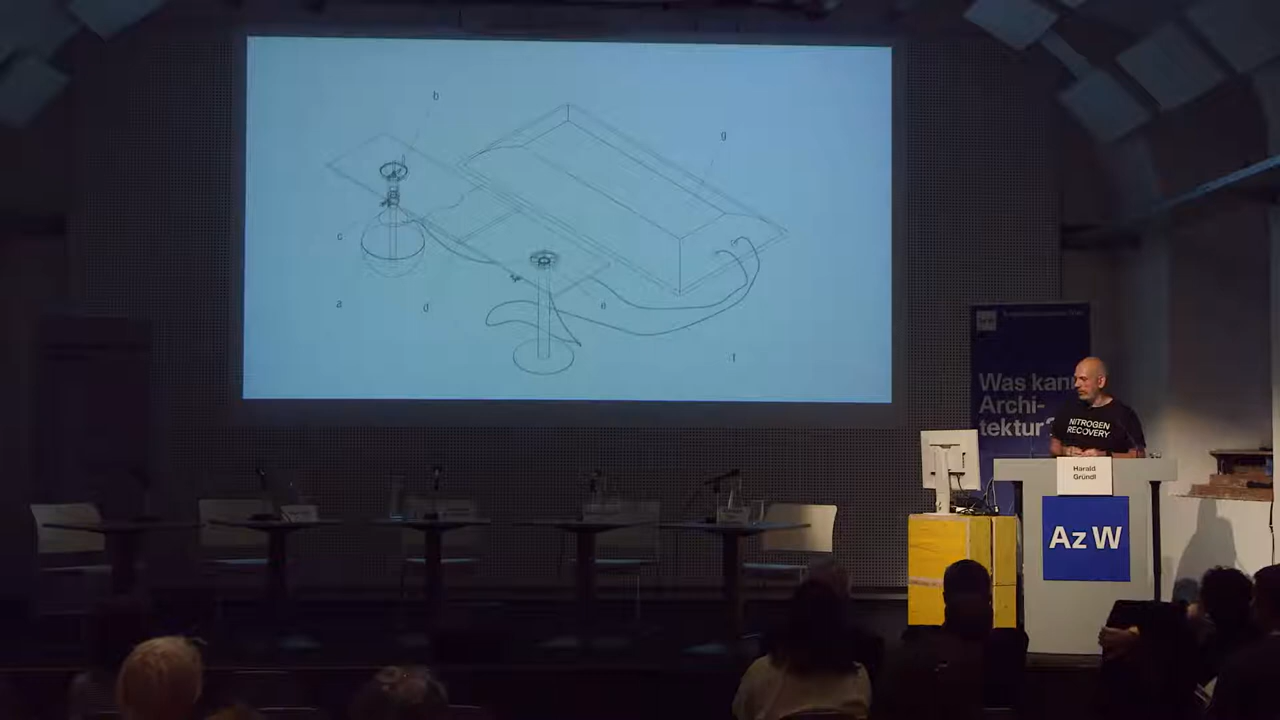 b
g
c
a
d
e
f
Was kann
Archi-
tektur?
NITROGEN
RECOVERY
Harald
Gründl
Az W